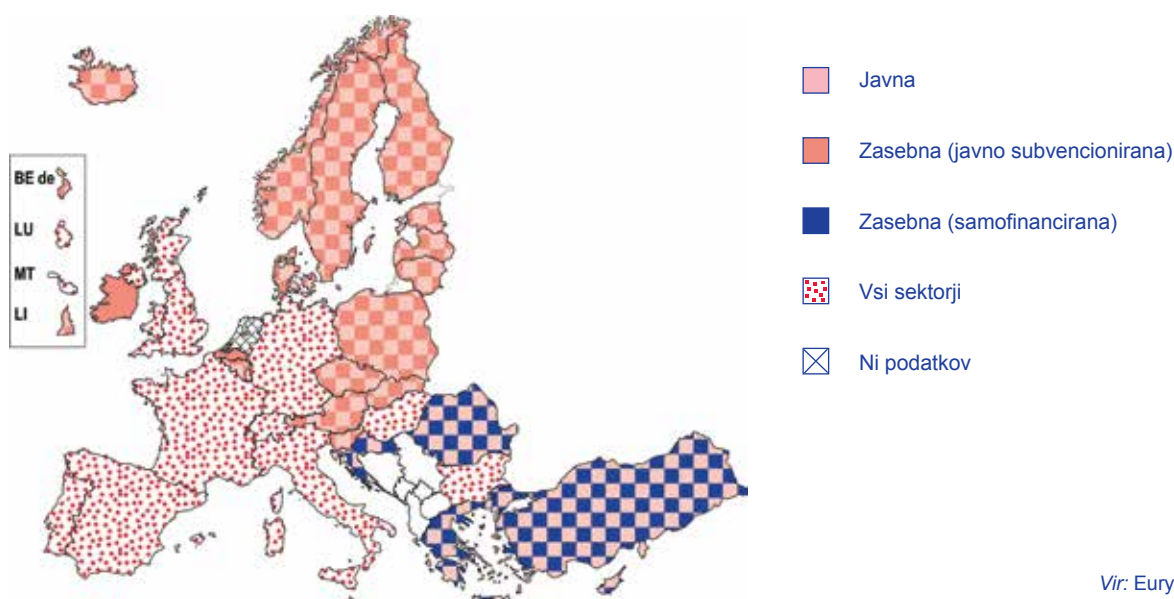 BE de
LU
MT
LI
Javna
Zasebna (javno subvencionirana)
Zasebna (samofinancirana)
Vsi sektorji
Ni podatkov
Vir: Eury